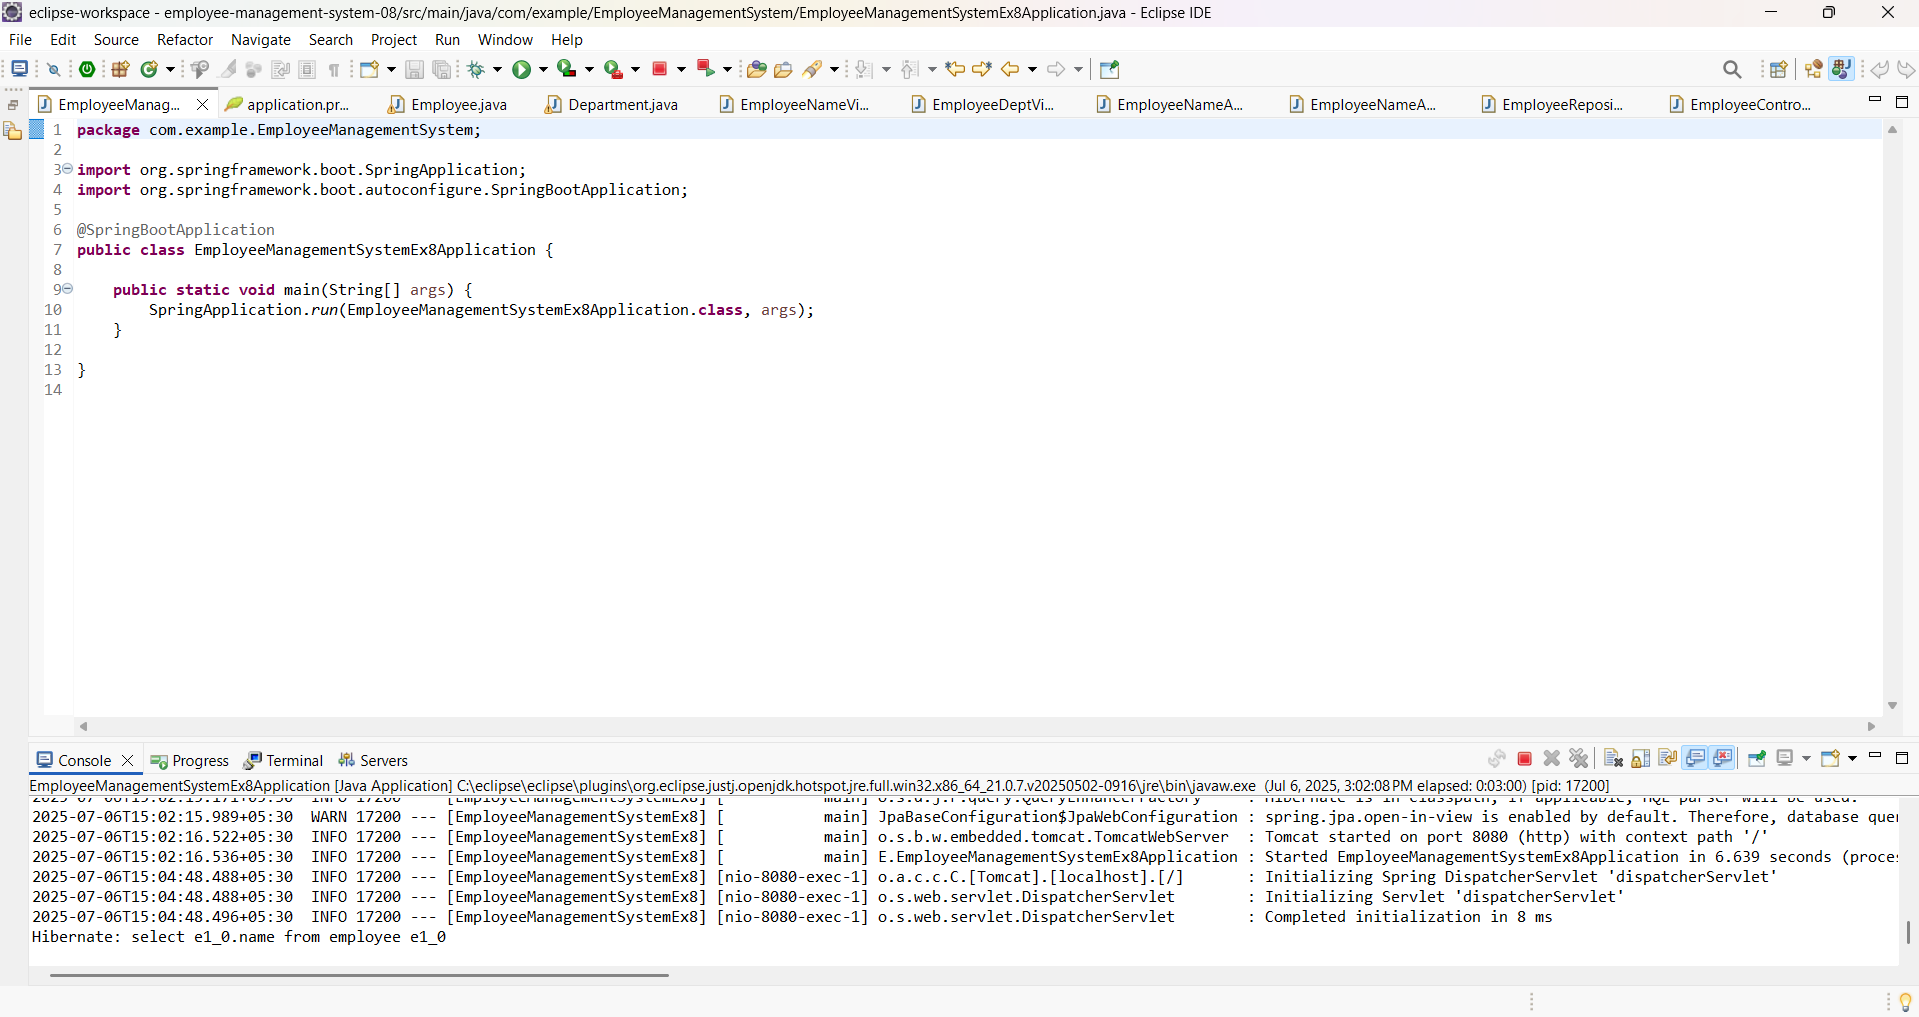 eclipse-workspace - employee-management-system-08/src/main/java/com/example/EmployeeManagementSystem/EmployeeManagementSystemEx8Application.java - Eclipse IDE
File Edit Source Refactor Navigate Search Project Run Window Help
EmployeeManag... application.pr... Employee.java Department.java EmployeeNameVi... EmployeeDeptVi... EmployeeNameA... EmployeeNameA... EmployeeReposi... EmployeeContro...
1 package com.example.EmployeeManagementSystem;
2
3 import org.springframework.boot.SpringApplication;
4 import org.springframework.boot.autoconfigure.SpringBootApplication;
5
6 @SpringBootApplication
7 public class EmployeeManagementSystemEx8Application {
8
9 public static void main(String[] args) {
10 SpringApplication.run(EmployeeManagementSystemEx8Application.class, args);
11 }
12
13 }
14
Console Progress Terminal Servers
EmployeeManagementSystemEx8Application [Java Application] C:\eclipse\eclipse\plugins\org.eclipse.justj.openjdk.hotspot.jre.full.win32.x86_64_21.0.7.v20250502-0916\jre\bin\javaw.exe (Jul 6, 2025, 3:02:08 PM elapsed: 0:03:00) [pid: 17200]
2025-07-06T15:02:15.989+05:30 WARN 17200 --- [EmployeeManagementSystemEx8] [ main] JpaBaseConfiguration$JpaWebConfiguration : spring.jpa.open-in-view is enabled by default. Therefore, database
2025-07-06T15:02:16.522+05:30 INFO 17200 --- [EmployeeManagementSystemEx8] [ main] o.s.b.w.embedded.tomcat.TomcatWebServer : Tomcat started on port 8080 (http) with context path '/'
2025-07-06T15:02:16.536+05:30 INFO 17200 --- [EmployeeManagementSystemEx8] [ main] E.EmployeeManagementSystemEx8Application : Started EmployeeManagementSystemEx8Application in 6.639 seconds
2025-07-06T15:04:48.488+05:30 INFO 17200 --- [EmployeeManagementSystemEx8] [nio-8080-exec-1] o.a.c.c.C.[Tomcat].[localhost].[/] : Initializing Spring DispatcherServlet 'dispatcherServlet'
2025-07-06T15:04:48.488+05:30 INFO 17200 --- [EmployeeManagementSystemEx8] [nio-8080-exec-1] o.s.web.servlet.DispatcherServlet : Initializing Servlet 'dispatcherServlet'
2025-07-06T15:04:48.496+05:30 INFO 17200 --- [EmployeeManagementSystemEx8] [nio-8080-exec-1] o.s.web.servlet.DispatcherServlet : Completed initialization in 8 ms
Hibernate: select e1_0.name from employee e1_0